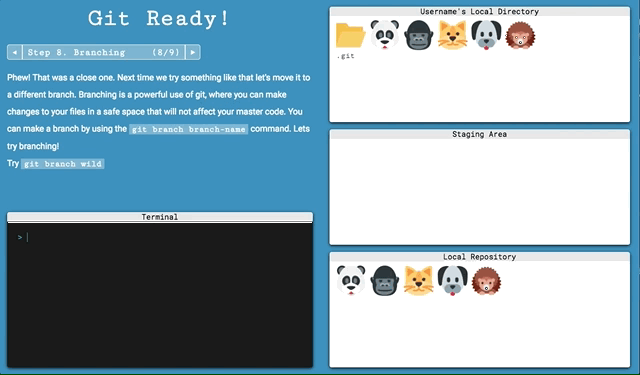 Git Ready!
Step 8. Branching (8/9)
Phew! That was a close one. Next time we try something like that let's move it to
a different branch. Branching is a powerful use of git, where you can make
changes to your files in a safe space that will not affect your master code. You
can make a branch by using the git branch branch-name command. Lets
try branching!
Try git branch wild
Terminal
>
Username's Local Directory
.git
Staging Area
Local Repository